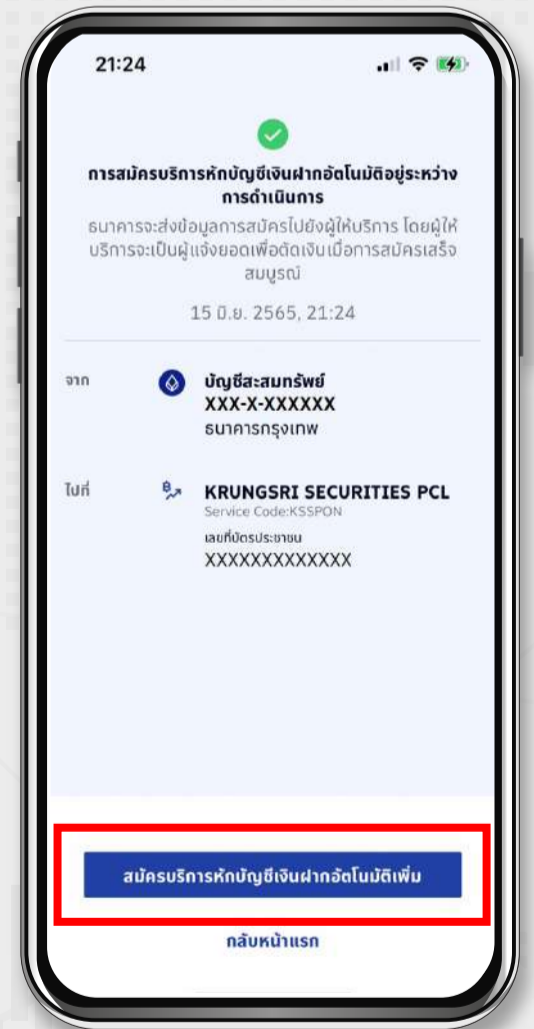 21:24
การสมัครบริการหักบัญชีเงินฝากอัตโนมัติอยู่ระหว่าง
การดำเนินการ
ธนาคารจะส่งข้อมูลการสมัครไปยังผู้ให้บริการ โดยผู้ให้
บริการจะเป็นผู้แจ้งยอดเพื่อตัดเงินเมื่อการสมัครเสร็จ
สมบูรณ์
15 มิ.ย. 2565, 21:24
จาก
บัญชีสะสมทรัพย์
XXX-X-XXXXXX
ธนาคารกรุงเทพ
ไปที่
KRUNGSRI SECURITIES PCL
Service Code:KSSPON
เลขที่บัตรประชาชน
XXXXXXXXXXXXX
สมัครบริการหักบัญชีเงินฝากอัตโนมัติเพิ่ม
กลับหน้าแรก